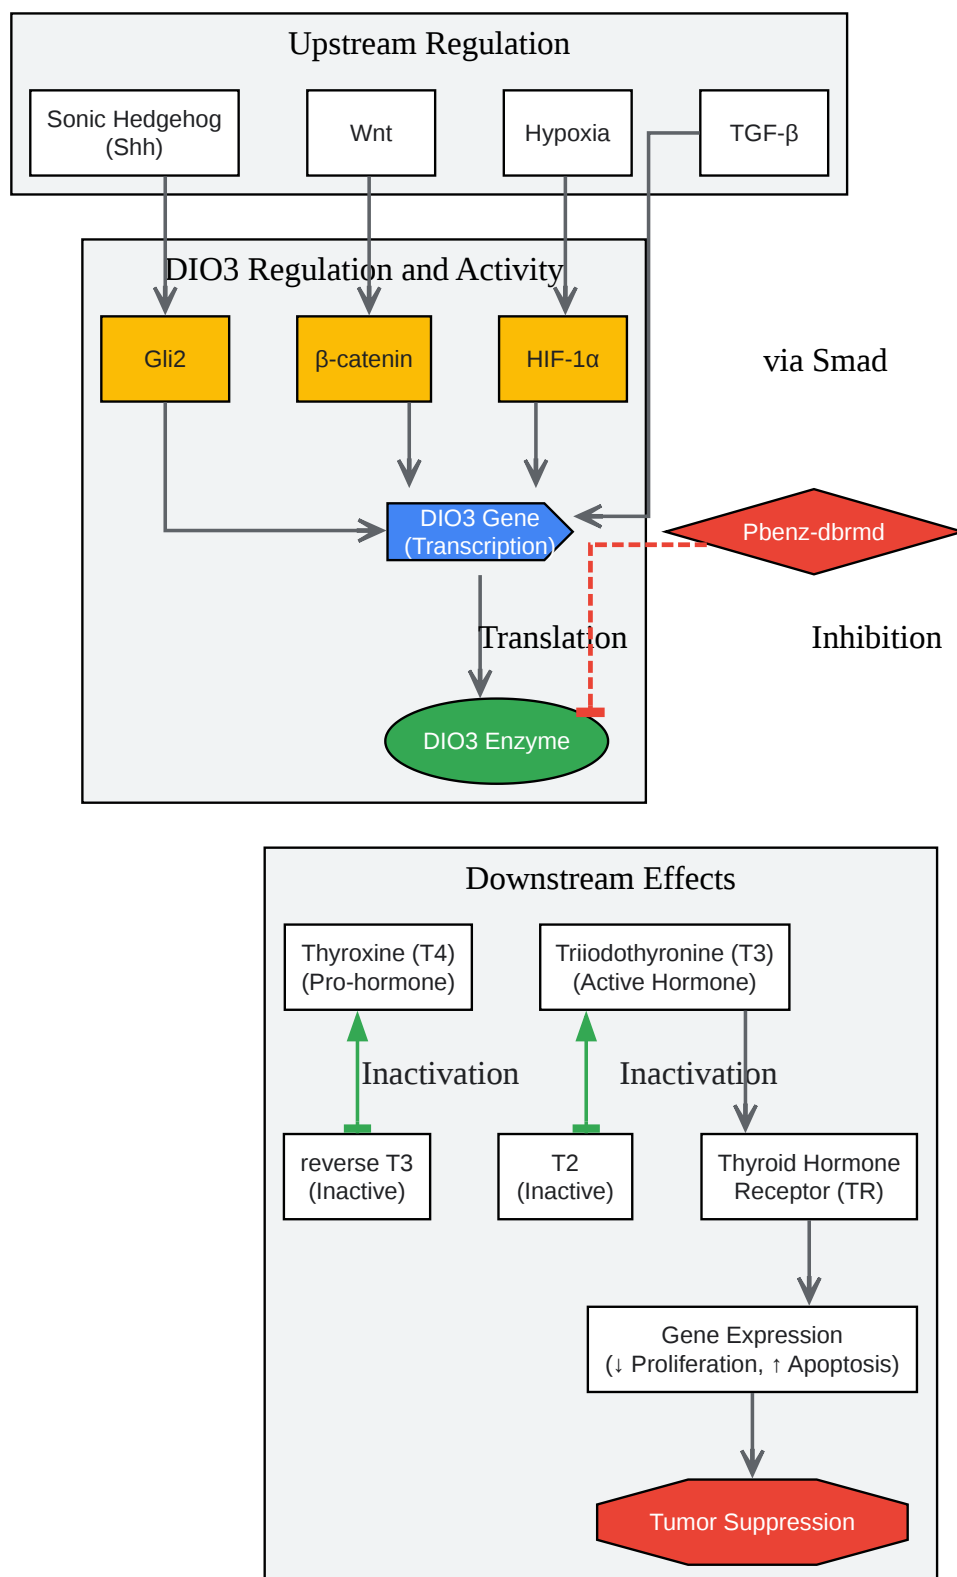 Upstream Regulation
Sonic Hedgehog
(Shh)
Wnt
Hypoxia
TGF-β
DIO3 Regulation and Activity
Gli2
β-catenin
HIF-1α
via Smad
DIO3 Gene
(Transcription)
Pbenz-dbrmd
Translation
Inhibition
DIO3 Enzyme
Downstream Effects
Thyroxine (T4)
(Pro-hormone)
Triiodothyronine (T3)
(Active Hormone)
Inactivation
Inactivation
reverse T3
(Inactive)
T2
(Inactive)
Thyroid Hormone
Receptor (TR)
Gene Expression
(↓ Proliferation, ↑ Apoptosis)
Tumor Suppression